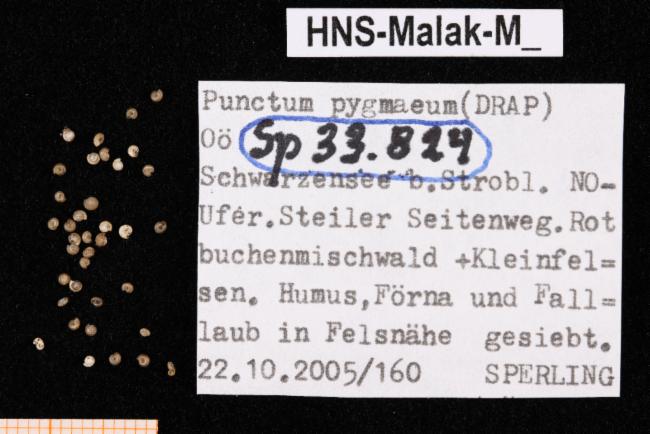 HNS-Malak-M_
Punctum pygmaeum(DRAP)
Oö Sp 33.824
Schwarzensee b.Strobl. NO-
Ufer.Steiler Seitenweg.Rot
buchenmischwald +Kleinfel=
sen. Humus,Förna und Fall=
laub in Felsnähe gesiebt.
22.10.2005/160 SPERLING